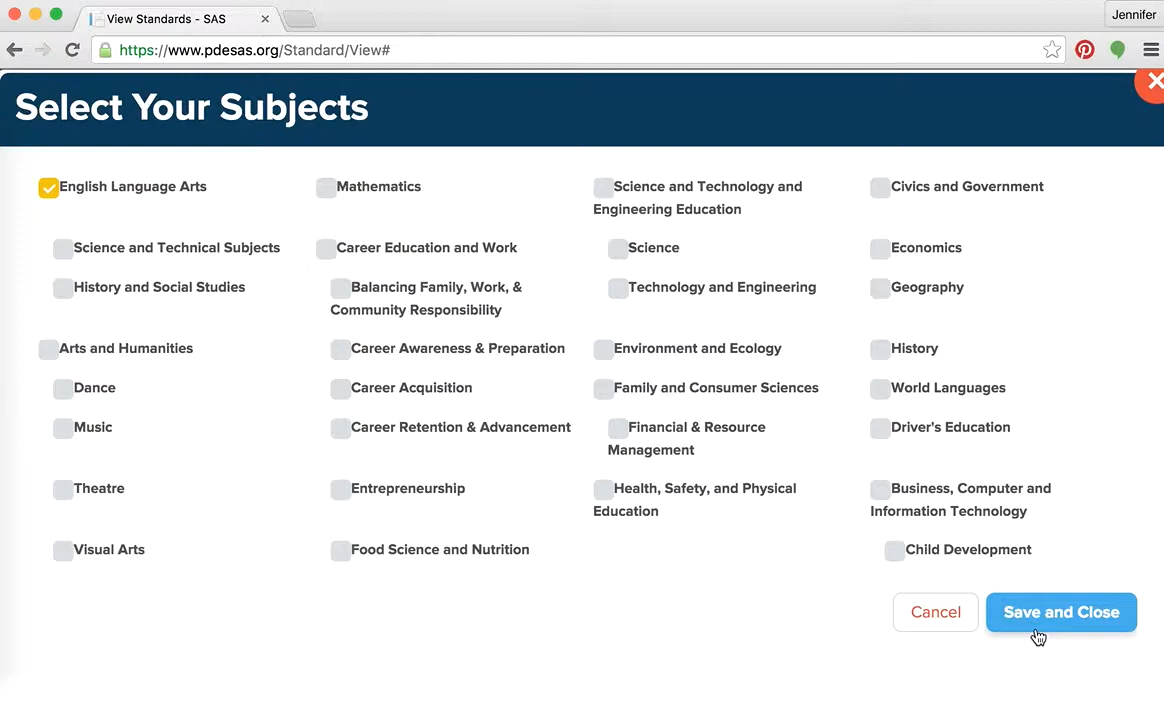 View Standards - SAS
Jennifer
https://www.pdesas.org/Standard/View#
Select Your Subjects
English Language Arts
Mathematics
Science and Technology and
Engineering Education
Civics and Government
Science and Technical Subjects
Career Education and Work
Science
Economics
History and Social Studies
Balancing Family, Work, &
Community Responsibility
Technology and Engineering
Geography
Arts and Humanities
Career Awareness & Preparation
Environment and Ecology
History
Dance
Career Acquisition
Family and Consumer Sciences
World Languages
Music
Career Retention & Advancement
Financial & Resource
Management
Driver's Education
Theatre
Entrepreneurship
Health, Safety, and Physical
Education
Business, Computer and
Information Technology
Visual Arts
Food Science and Nutrition
Child Development
Cancel
Save and Close